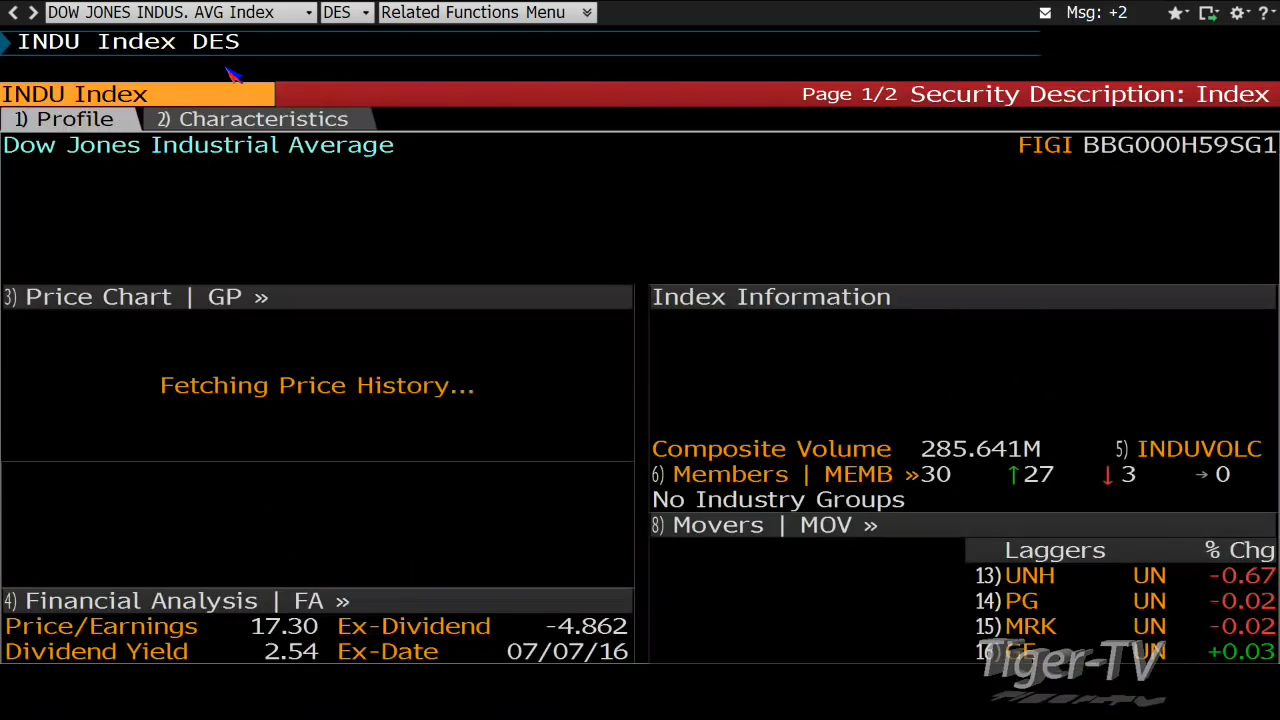 DOW JONES INDUS. AVG Index DES Related Functions Menu Msg: +2 ?
INDU Index DES
INDU Index Page 1/2 Security Description: Index
1) Profile 2) Characteristics
Dow Jones Industrial Average FIGI BBG000H59SG1
3) Price Chart | GP » Index Information
Fetching Price History...
Composite Volume 285.641M 5) INDUVOLC
6) Members | MEMB »30 ↑27 ↓3 →0
No Industry Groups
8) Movers | MOV »
Laggers % Chg
13) UNH UN -0.67
4) Financial Analysis | FA » 14) PG UN -0.02
Price/Earnings 17.30 Ex-Dividend -4.862 15) MRK UN -0.02
Dividend Yield 2.54 Ex-Date 07/07/16 16) GE UN +0.03
Tiger-TV